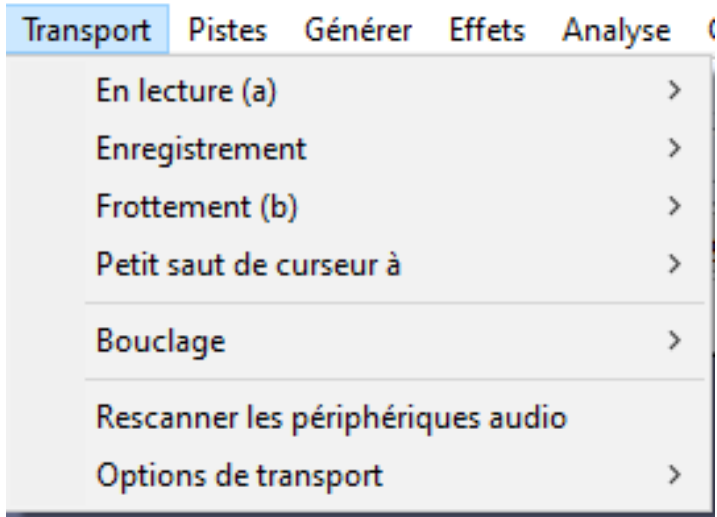 Transport Pistes Générer Effets Analyse
En lecture (a)
Enregistrement
Frottement (b)
Petit saut de curseur à
Bouclage
Rescanner les périphériques audio
Options de transport